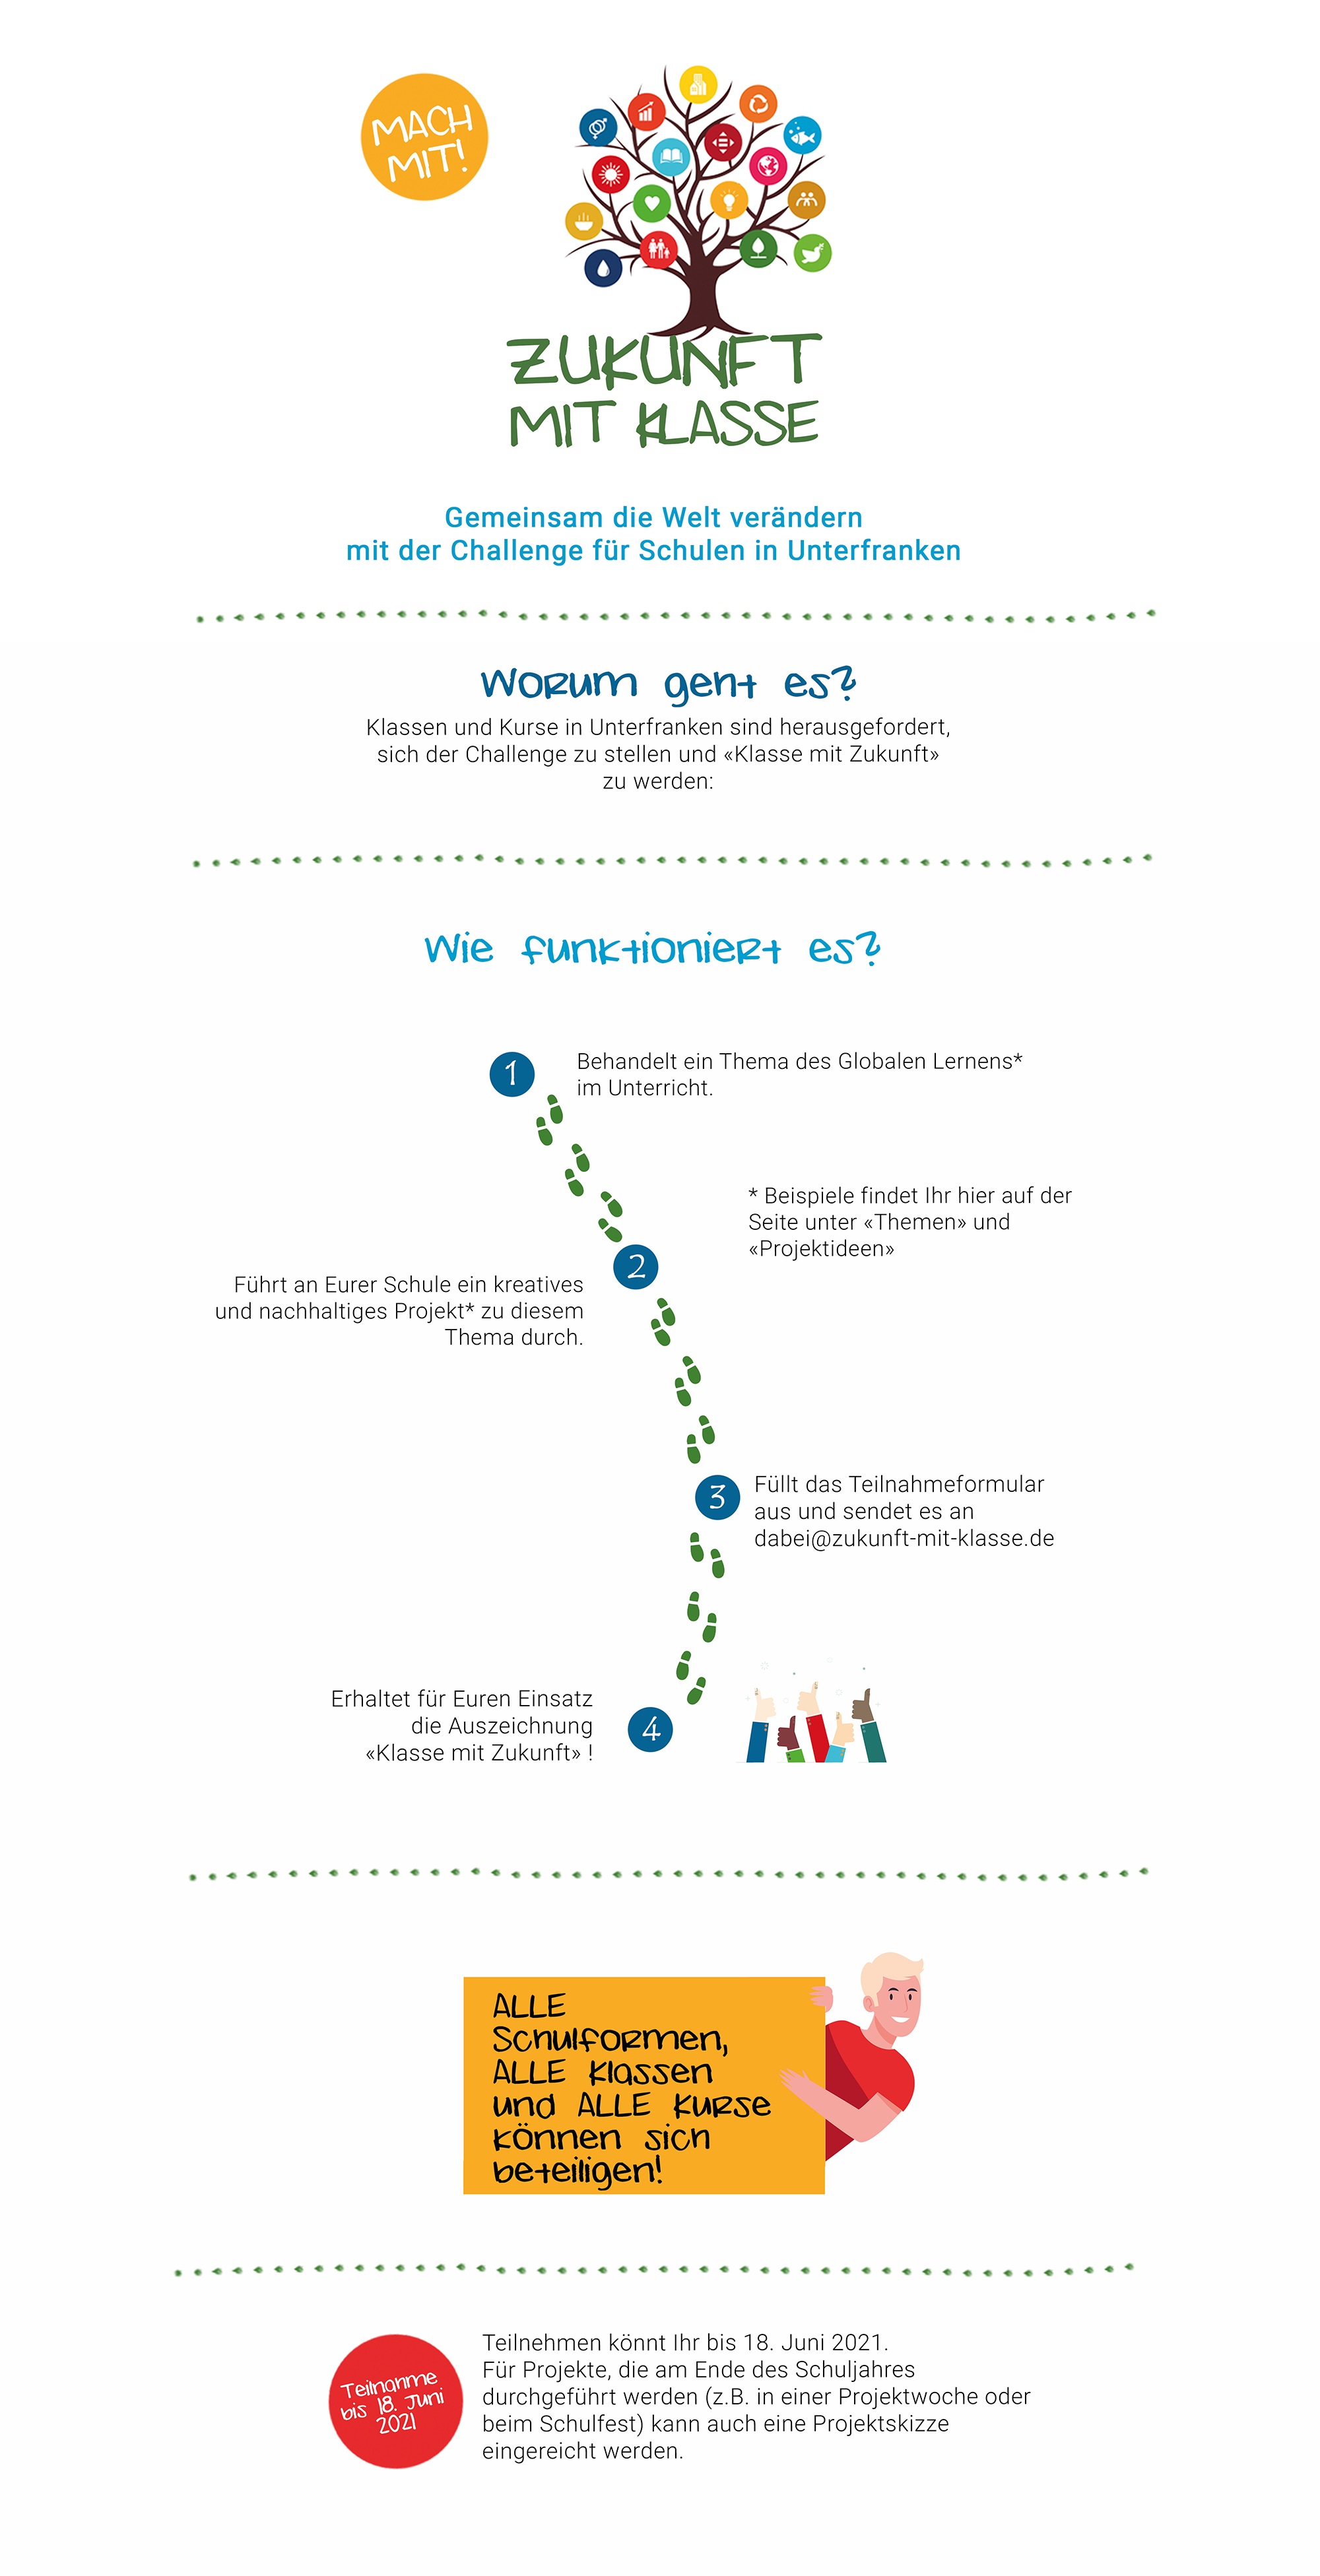 MACH
MIT!
ZUKUNFT
MIT KLASSE
Gemeinsam die Welt verändern
mit der Challenge für Schulen in Unterfranken
Worum geht es?
Klassen und Kurse in Unterfranken sind herausgefordert,
sich der Challenge zu stellen und «Klasse mit Zukunft»
zu werden:
Wie funktioniert es?
1
Behandelt ein Thema des Globalen Lernens*
im Unterricht.
* Beispiele findet Ihr hier auf der
Seite unter «Themen» und
«Projektideen»
2
Führt an Eurer Schule ein kreatives
und nachhaltiges Projekt* zu diesem
Thema durch.
3
Füllt das Teilnahmeformular
aus und sendet es an
dabei@zukunft-mit-klasse.de
Erhaltet für Euren Einsatz
die Auszeichnung
«Klasse mit Zukunft» !
4
ALLE
Schulformen,
ALLE Klassen
und ALLE Kurse
können sich
beteiligen!
Teilnahme
bis 18. Juni
2021
Teilnehmen könnt Ihr bis 18. Juni 2021.
Für Projekte, die am Ende des Schuljahres
durchgeführt werden (z.B. in einer Projektwoche oder
beim Schulfest) kann auch eine Projektskizze
eingereicht werden.